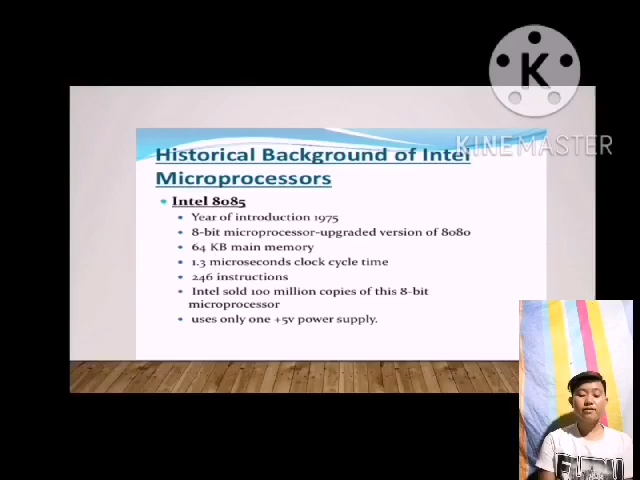 K
KINEMASTER
Historical Background of Intel
Microprocessors
Intel 8085
Year of introduction 1975
8-bit microprocessor-upgraded version of 8080
64 KB main memory
1.3 microseconds clock cycle time
246 instructions
Intel sold 100 million copies of this 8-bit
microprocessor
uses only one +5v power supply.